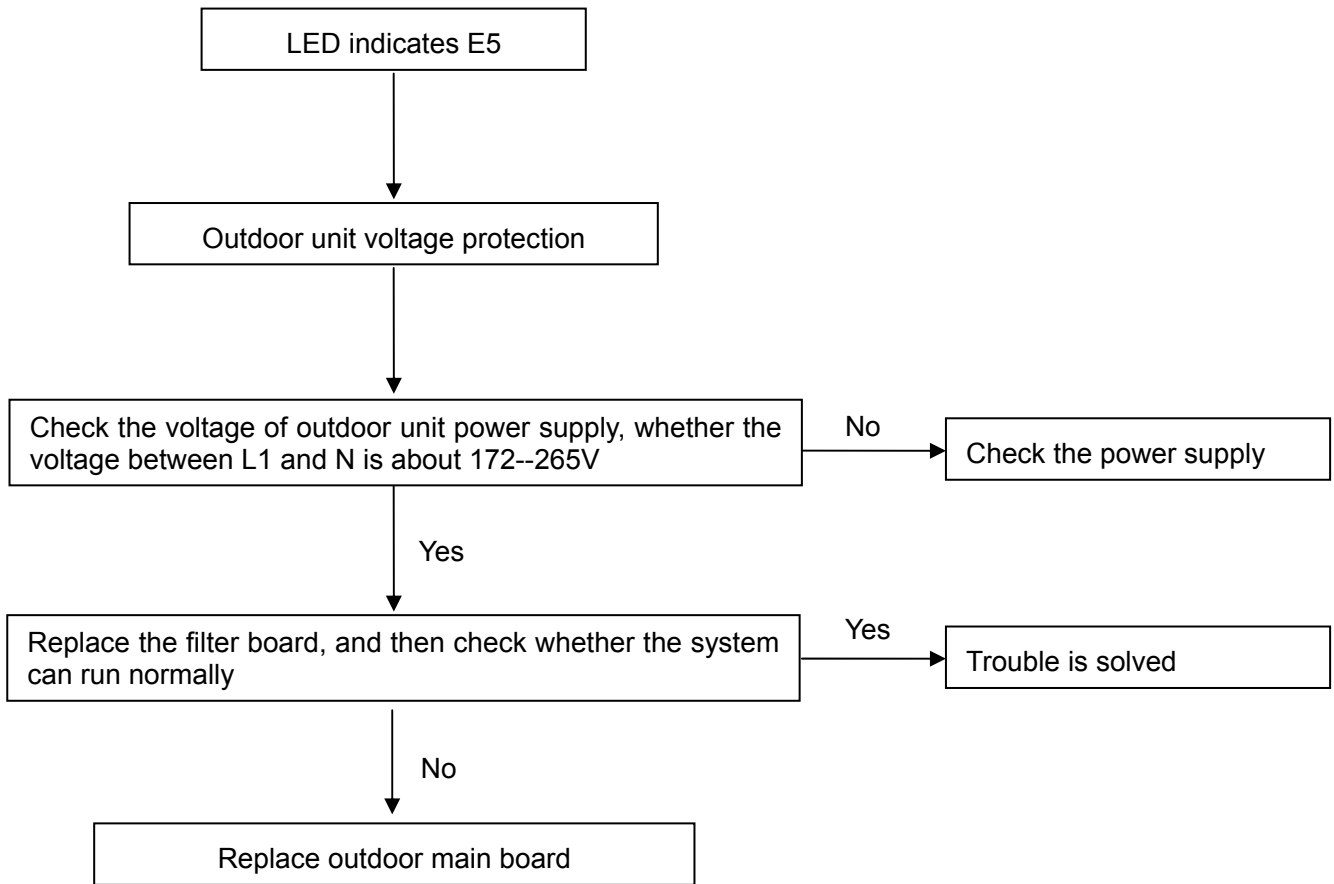 LED indicates E5
Outdoor unit voltage protection
Check the voltage of outdoor unit power supply, whether the
voltage between L1 and N is about 172--265V
No
Check the power supply
Yes
Replace the filter board, and then check whether the system
can run normally
Yes
Trouble is solved
No
Replace outdoor main board